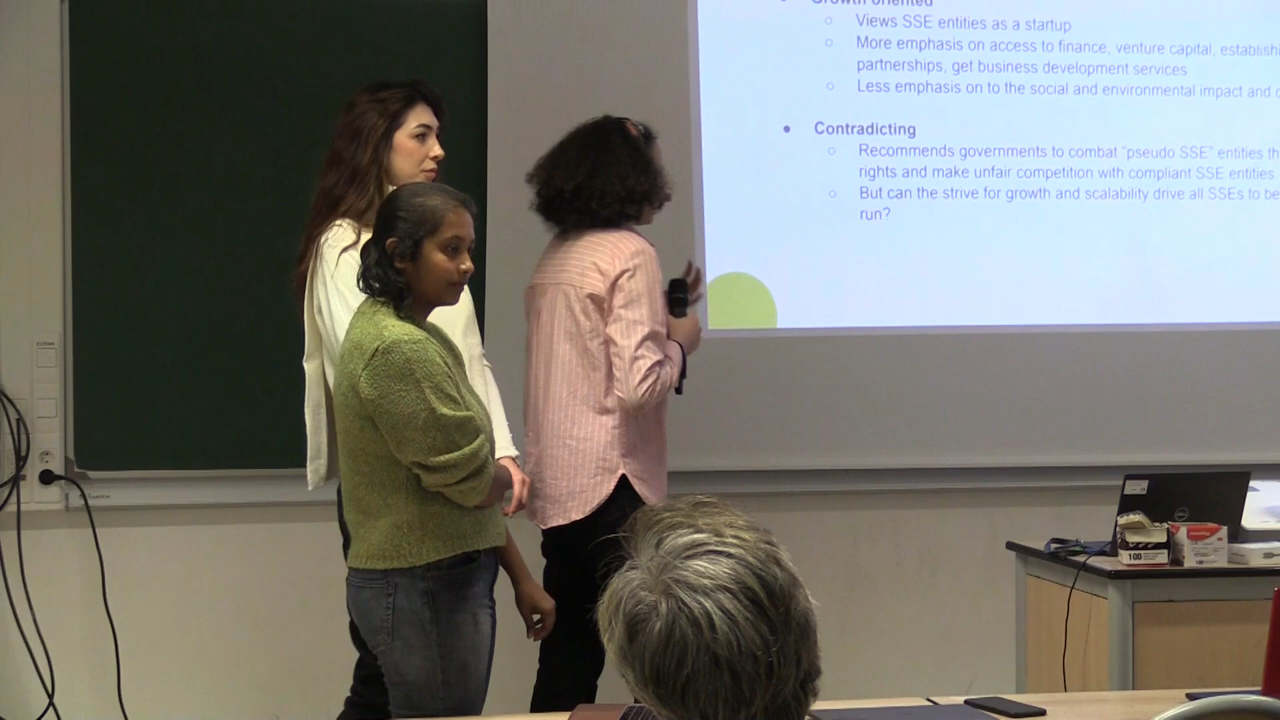 Growth oriented
Views SSE entities as a startup
More emphasis on access to finance, venture capital,
partnerships, get business development services
Less emphasis on to the social and environmental impact and
Contradicting
Recommends governments to combat "pseudo SSE" entities
rights and make unfair competition with compliant SSE entities
But can the strive for growth and scalability drive all SSEs to be
run?
DELL
100